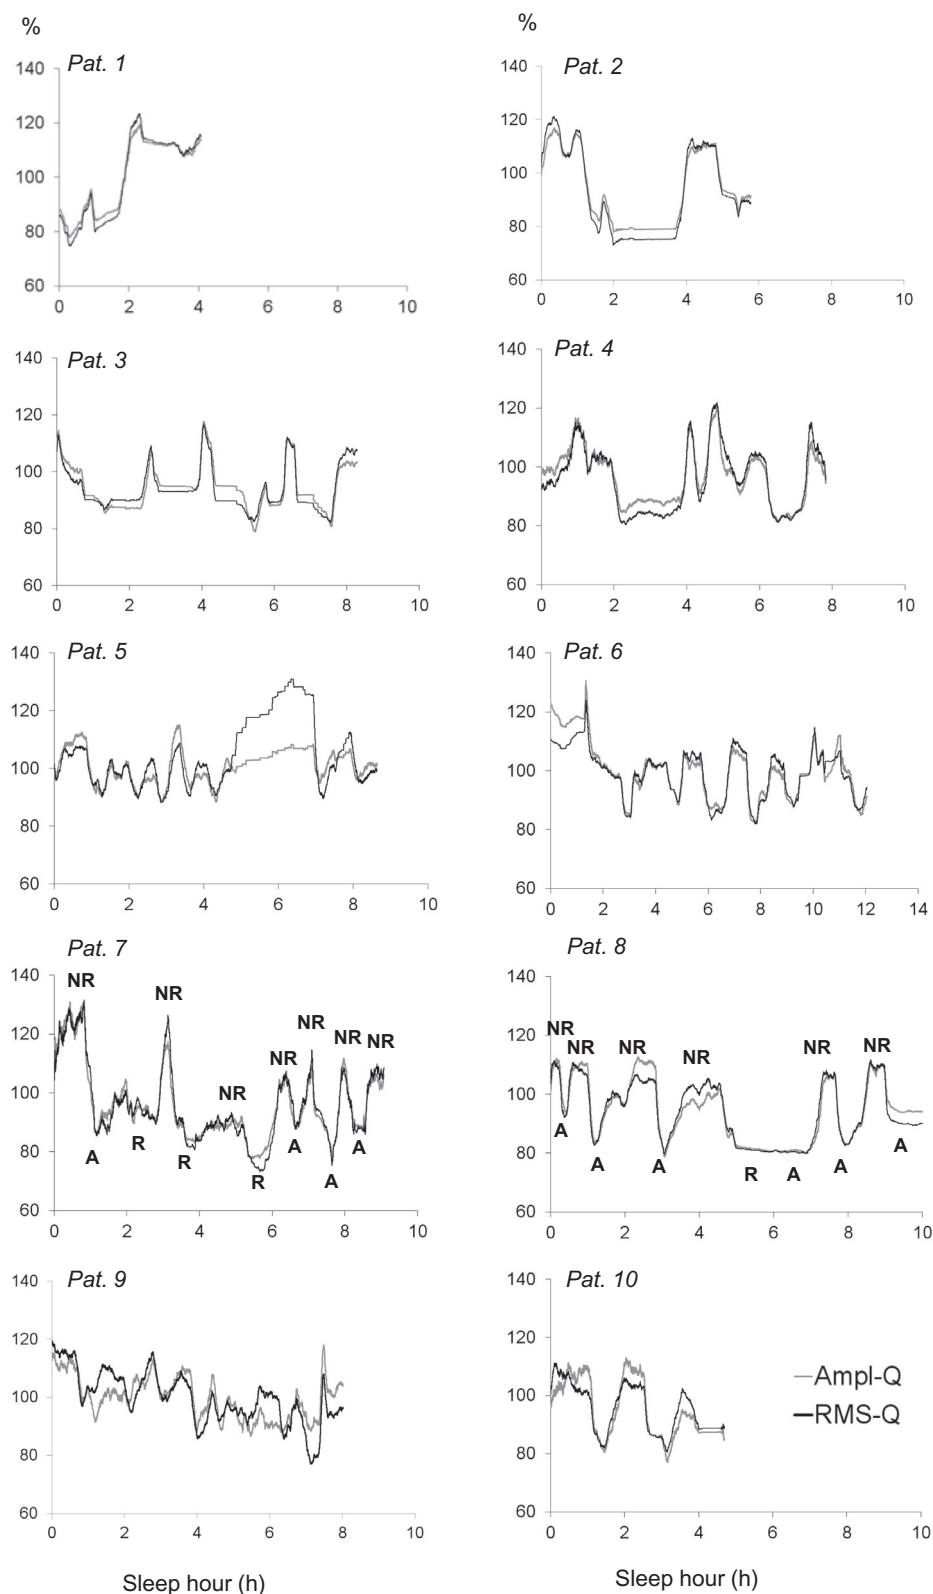 %
%
Pat. 1
140
120
100
80
60
0 2 4 6 8 10
Pat. 2
140
120
100
80
60
0 2 4 6 8 10
Pat. 3
140
120
100
80
60
0 2 4 6 8 10
Pat. 4
140
120
100
80
60
0 2 4 6 8 10
Pat. 5
140
120
100
80
60
0 2 4 6 8 10
Pat. 6
140
120
100
80
60
0 2 4 6 8 10 12 14
Pat. 7
140
120
100
80
60
NR
NR
NR
NR
NR
NR
NR
A
R
R
R
A
A
A
0 2 4 6 8 10
Pat. 8
140
120
100
80
60
NR
NR
NR
NR
NR
NR
A
A
A
R
A
A
A
0 2 4 6 8 10
Pat. 9
140
120
100
80
60
0 2 4 6 8 10
Sleep hour (h)
Pat. 10
140
120
100
80
60
0 2 4 6 8 10
Ampl-Q
RMS-Q
Sleep hour (h)